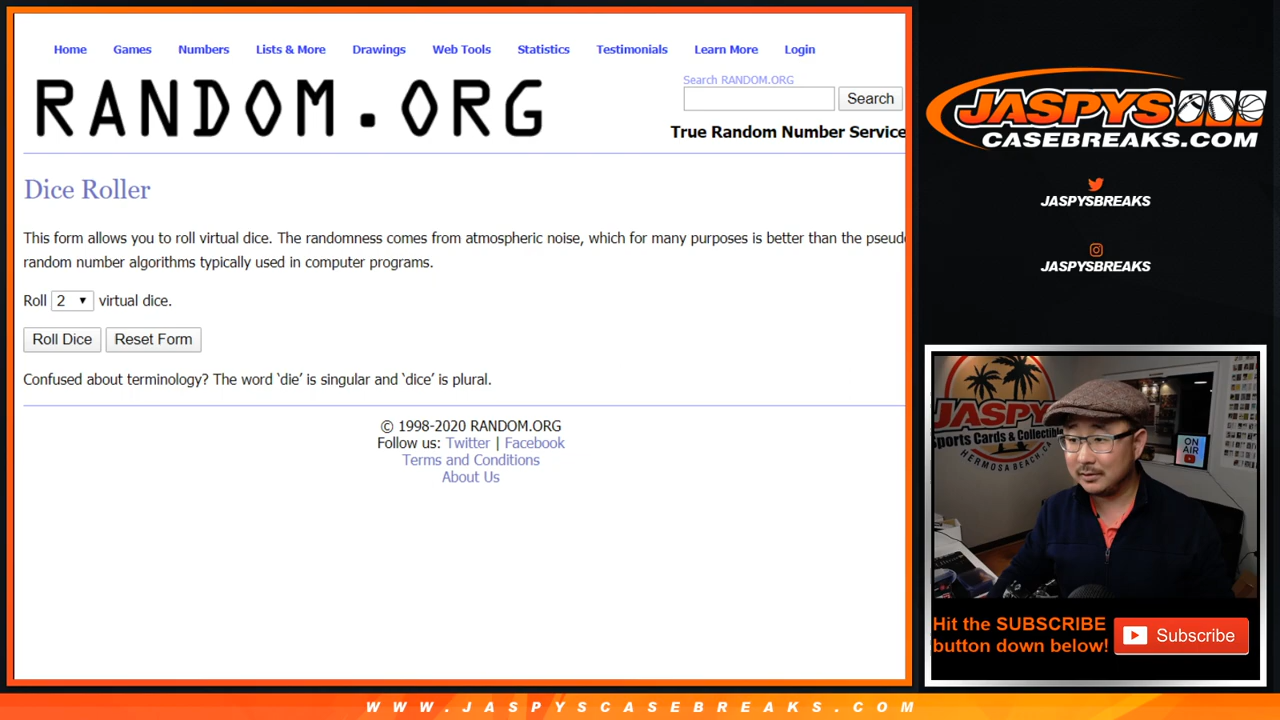 Home Games Numbers Lists & More Drawings Web Tools Statistics Testimonials Learn More Login
RANDOM.ORG
Search RANDOM.ORG
Search
True Random Number Service
Dice Roller
This form allows you to roll virtual dice. The randomness comes from atmospheric noise, which for many purposes is better than the pseudo
random number algorithms typically used in computer programs.
Roll 2 virtual dice.
Roll Dice Reset Form
Confused about terminology? The word ‘die’ is singular and ‘dice’ is plural.
© 1998-2020 RANDOM.ORG
Follow us: Twitter | Facebook
Terms and Conditions
About Us
JASPYS
CASEBREAKS.COM
JASPYSBREAKS
JASPYSBREAKS
JASPYS
Sports Cards & Collectible
HERMOSA BEACH, CA
ON
AIR
Hit the SUBSCRIBE
button down below!
Subscribe
WWW.JASPYSCASEBREAKS.COM